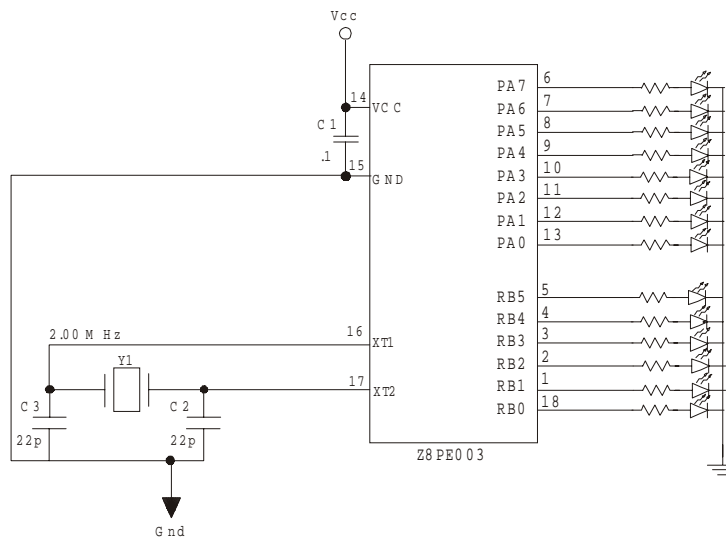 Vcc
14
VCC
C1
.1
15
GND
PA7 6
PA6 7
PA5 8
PA4 9
PA3 10
PA2 11
PA1 12
PA0 13
RB5 5
RB4 4
RB3 3
RB2 2
RB1 1
RB0 18
2.00 MHz
16
XT1
Y1
17
XT2
C3
22p
C2
22p
Z8PE003
Gnd